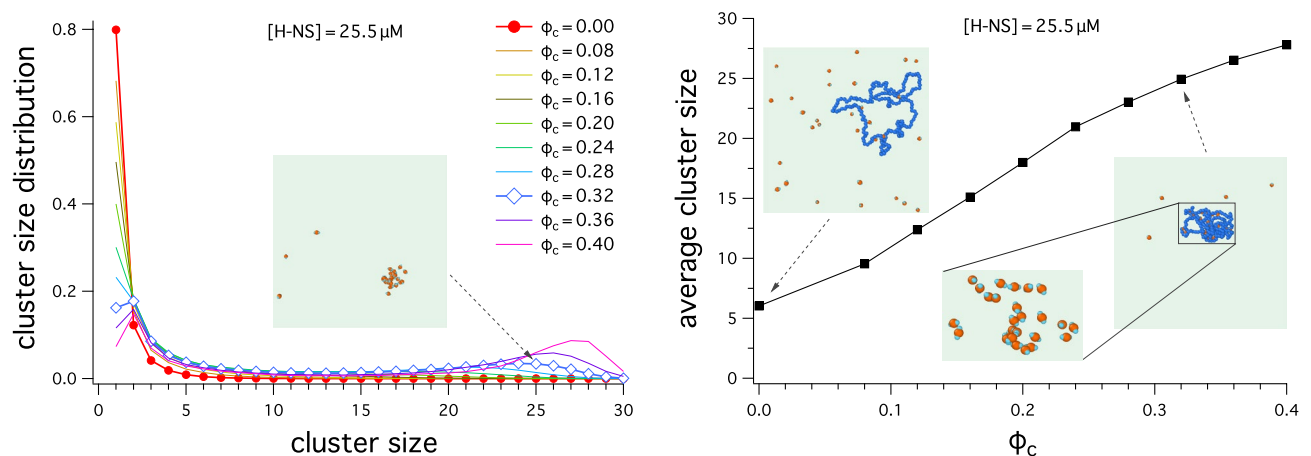 [H-NS] = 25.5 µM
ϕc = 0.00
ϕc = 0.08
ϕc = 0.12
ϕc = 0.16
ϕc = 0.20
ϕc = 0.24
ϕc = 0.28
ϕc = 0.32
ϕc = 0.36
ϕc = 0.40
cluster size distribution
0.8
0.6
0.4
0.2
0.0
0 5 10 15 20 25 30
cluster size
[H-NS] = 25.5 µM
average cluster size
30
25
20
15
10
5
0
0.0 0.1 0.2 0.3 0.4
ϕc